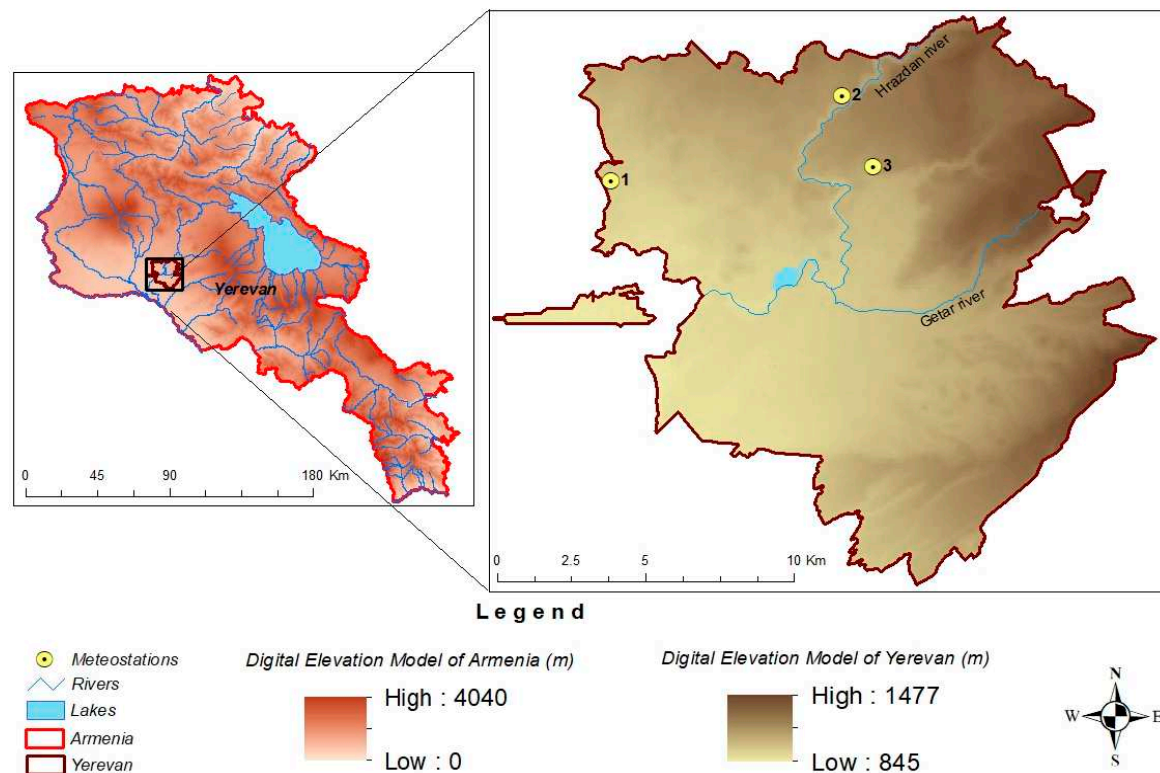 Hrazdan river
2
3
1
Yerevan
Getar river
0 45 90 180 Km
0 2.5 5 10 Km
Legend
Meteostations
Rivers
Lakes
Armenia
Yerevan
Digital Elevation Model of Armenia (m)
High : 4040
Low : 0
Digital Elevation Model of Yerevan (m)
High : 1477
Low : 845
N
W E
S